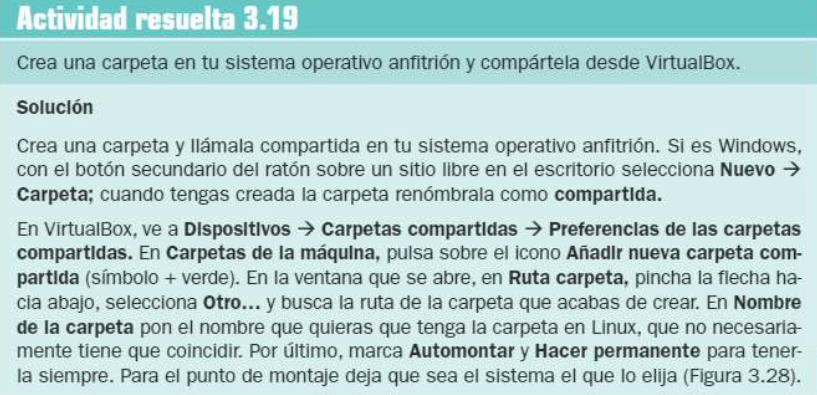 Actividad resuelta 3.19
Crea una carpeta en tu sistema operativo anfitrión y compártela desde VirtualBox.
Solución
Crea una carpeta y llámala compartida en tu sistema operativo anfitrión. Si es Windows,
con el botón secundario del ratón sobre un sitio libre en el escritorio selecciona Nuevo →
Carpeta; cuando tengas creada la carpeta renómbrala como compartida.
En VirtualBox, ve a Dispositivos → Carpetas compartidas → Preferencias de las carpetas
compartidas. En Carpetas de la máquina, pulsa sobre el icono Añadir nueva carpeta com-
partida (símbolo + verde). En la ventana que se abre, en Ruta carpeta, pincha la flecha ha-
cia abajo, selecciona Otro... y busca la ruta de la carpeta que acabas de crear. En Nombre
de la carpeta pon el nombre que quieras que tenga la carpeta en Linux, que no necesaria-
mente tiene que coincidir. Por último, marca Automontar y Hacer permanente para tener-
la siempre. Para el punto de montaje deja que sea el sistema el que lo elija (Figura 3.28).